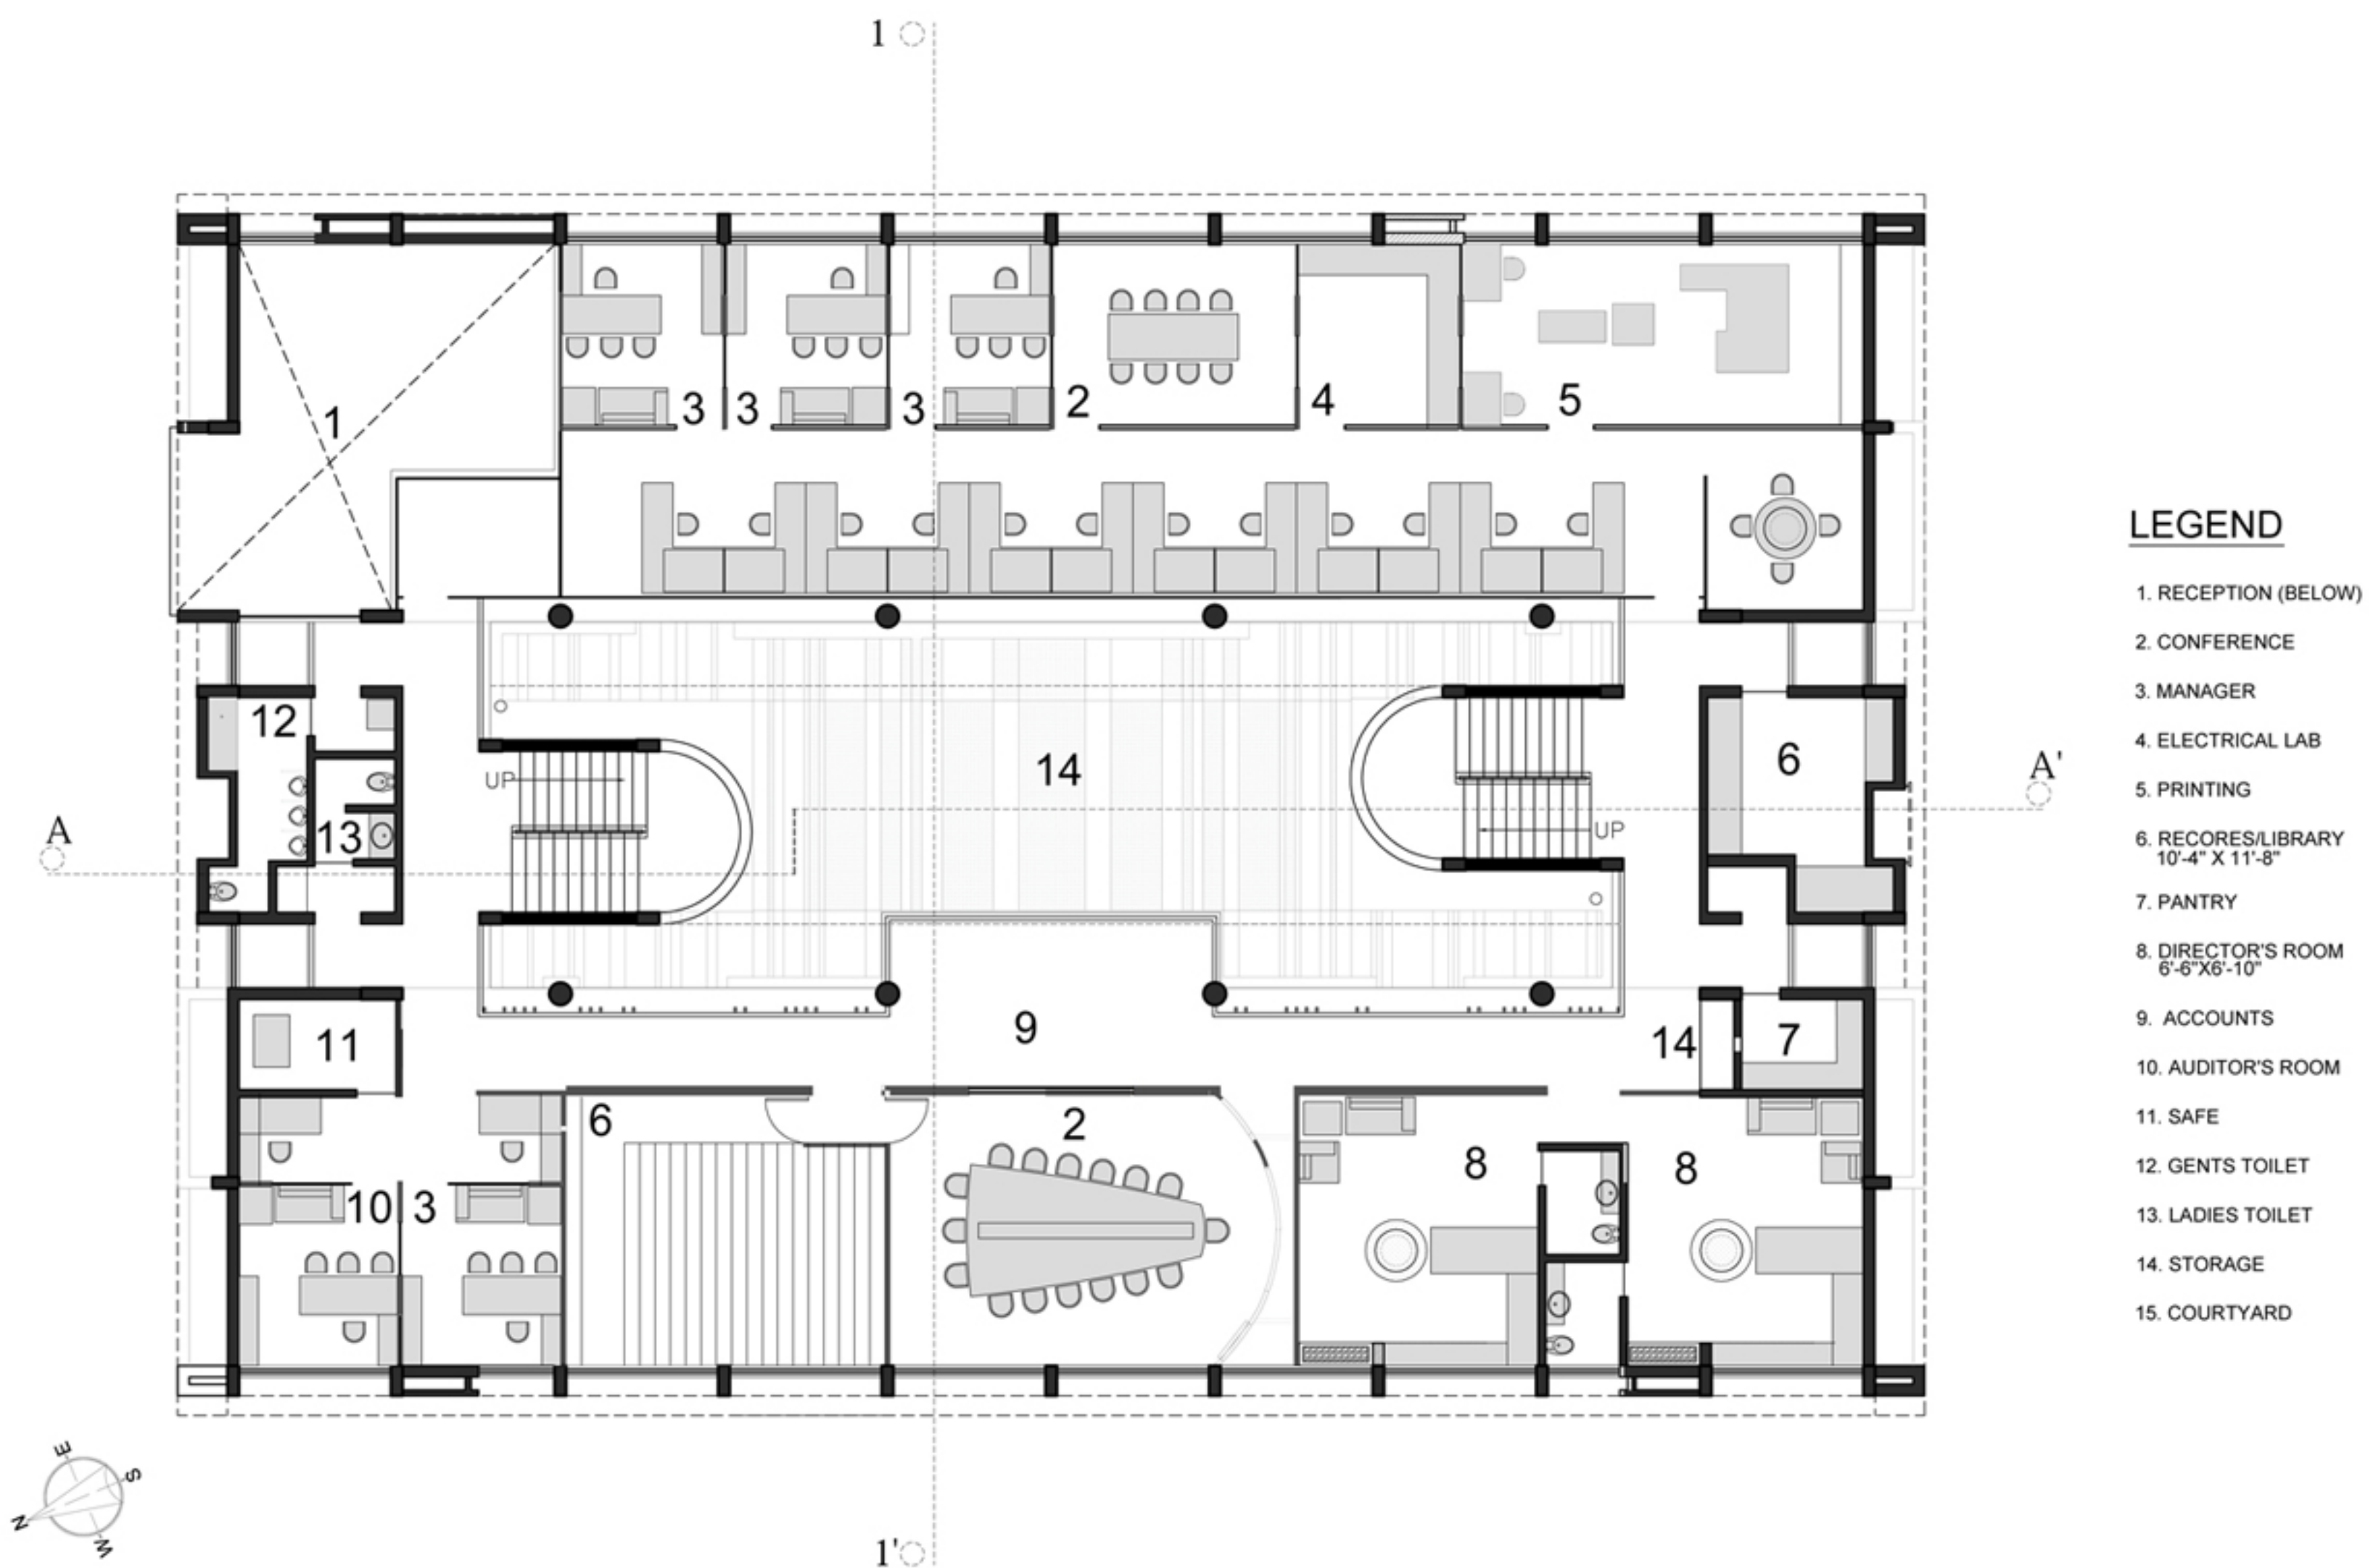 1
1
3
3
3
2
4
5
LEGEND
1. RECEPTION (BELOW)
2. CONFERENCE
3. MANAGER
4. ELECTRICAL LAB
5. PRINTING
6. RECORES/LIBRARY
10'-4" X 11'-8"
7. PANTRY
8. DIRECTOR'S ROOM
6'-6"X6'-10"
9. ACCOUNTS
10. AUDITOR'S ROOM
11. SAFE
12. GENTS TOILET
13. LADIES TOILET
14. STORAGE
15. COURTYARD
12
UP
14
6
A'
A
13
UP
11
9
14
7
6
2
8
8
10
3
E
S
N
W
1'